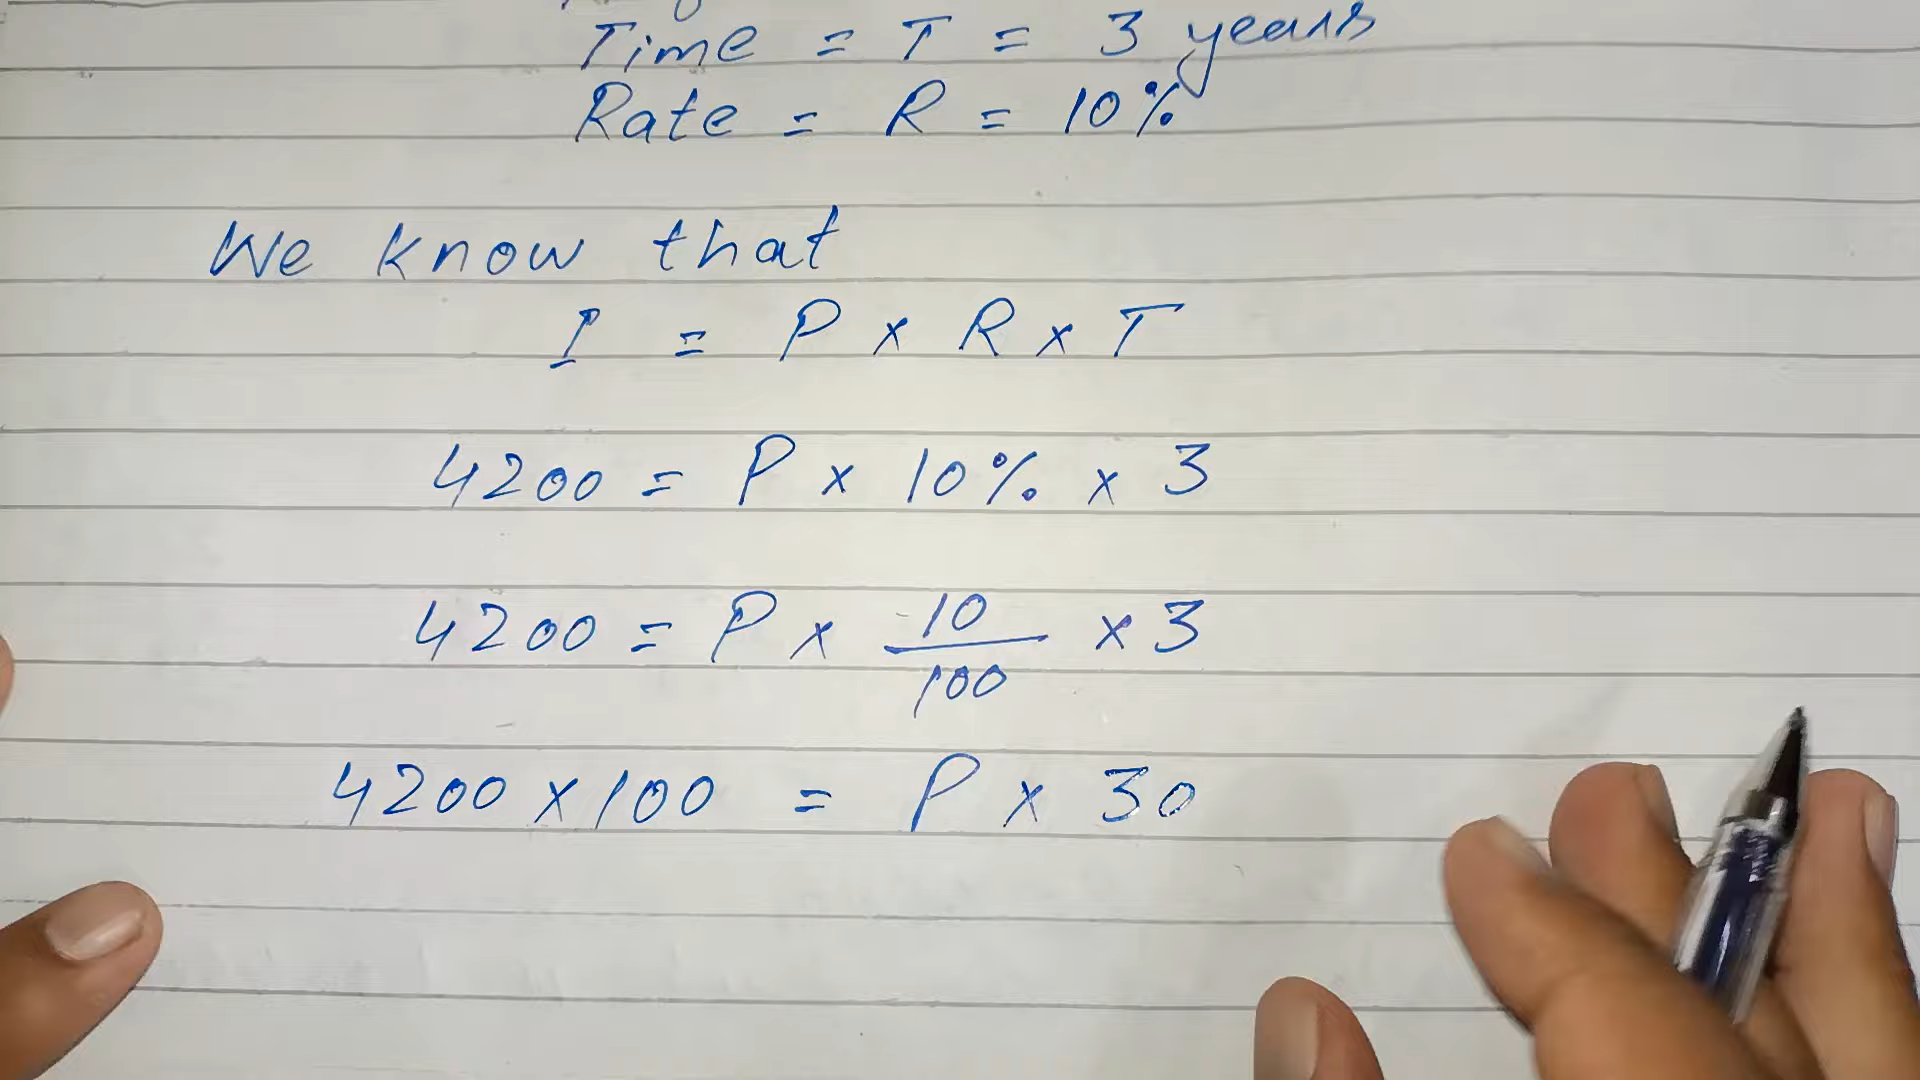 Time = T = 3 years
Rate = R = 10%
We know that
I = P × R × T
4200 = P × 10% × 3
4200 = P × 10/100 × 3
4200 × 100 = P × 30